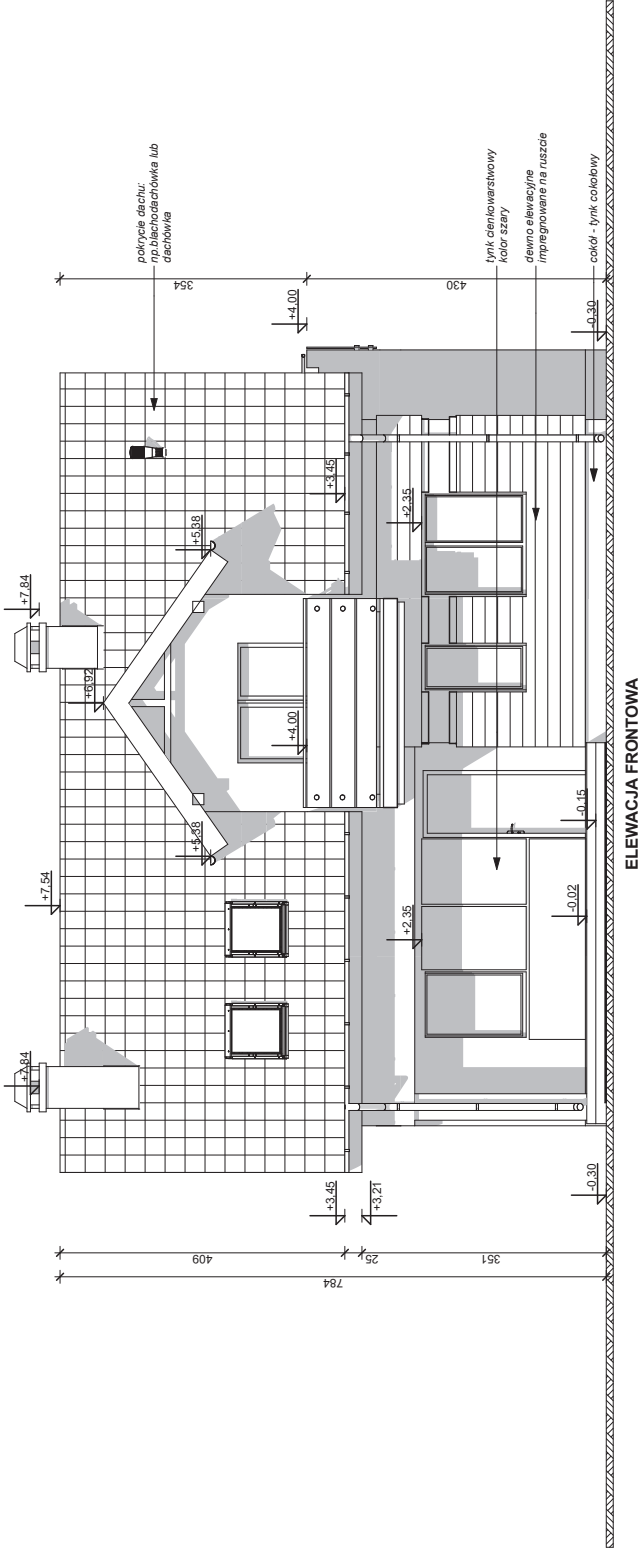 +7,84
+7,54
+7,84
+6,92
+5,38
+5,38
+4,00
+4,00
pokrycie dachu:
np.blachodachówka lub
dachówka
354
430
+3,45
+3,21
+3,45
+2,35
+2,35
tynk cienkowarstwowy
kolor szary
dewno elewacyjne
impregnowane na ruszcie
cokół - tynk cokołowy
-0,02
-0,15
-0,30
-0,30
409
25
351
784
ELEWACJA FRONTOWA